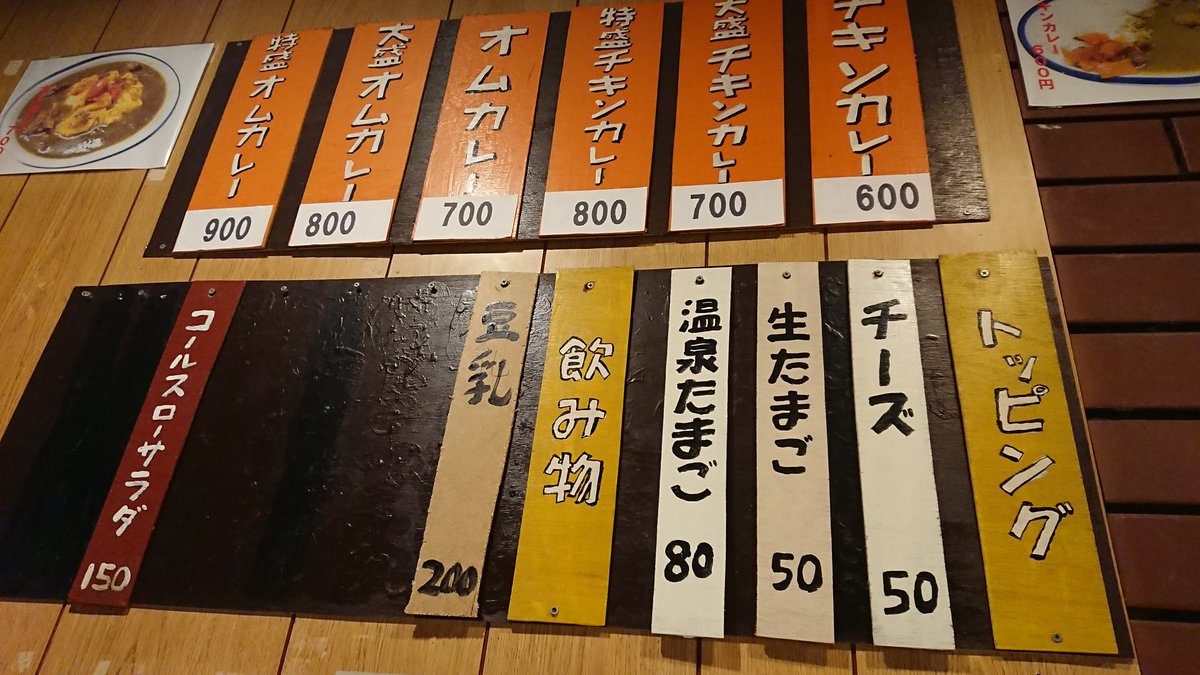 チキンカレー
600
大盛チキンカレー
700
特盛チキンカレー
800
オムカレー
700
大盛オムカレー
800
特盛オムカレー
900
600円
トッピング
チーズ
50
生たまご
50
温泉たまご
80
飲み物
豆乳
200
コールスローサラダ
150